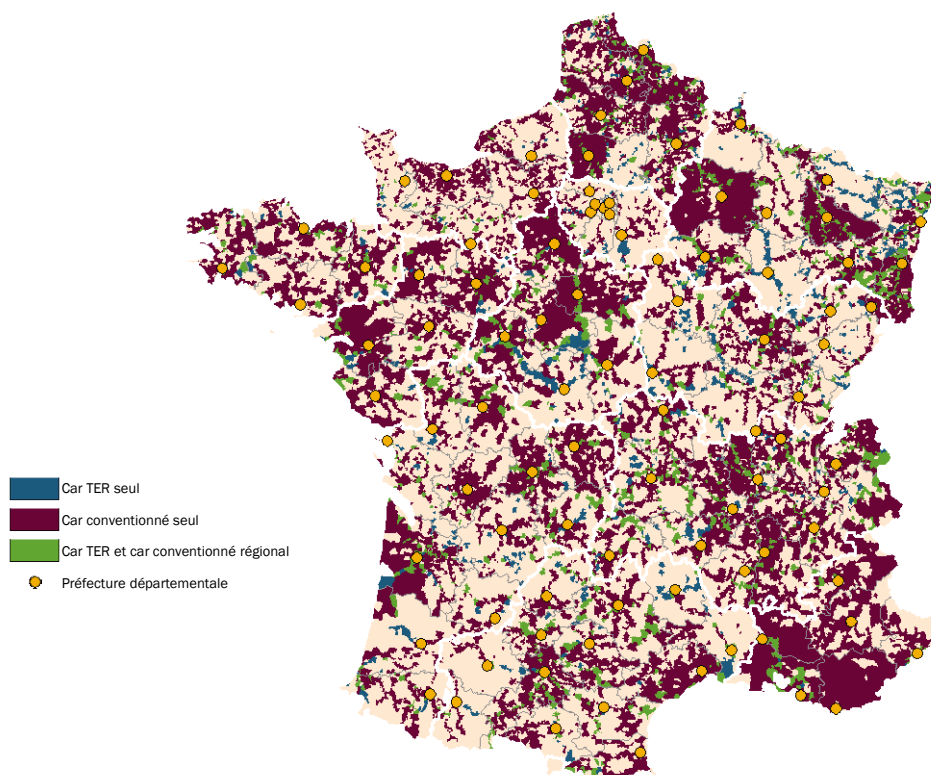 Car TER seul
Car conventionné seul
Car TER et car conventionné régional
Préfecture départementale